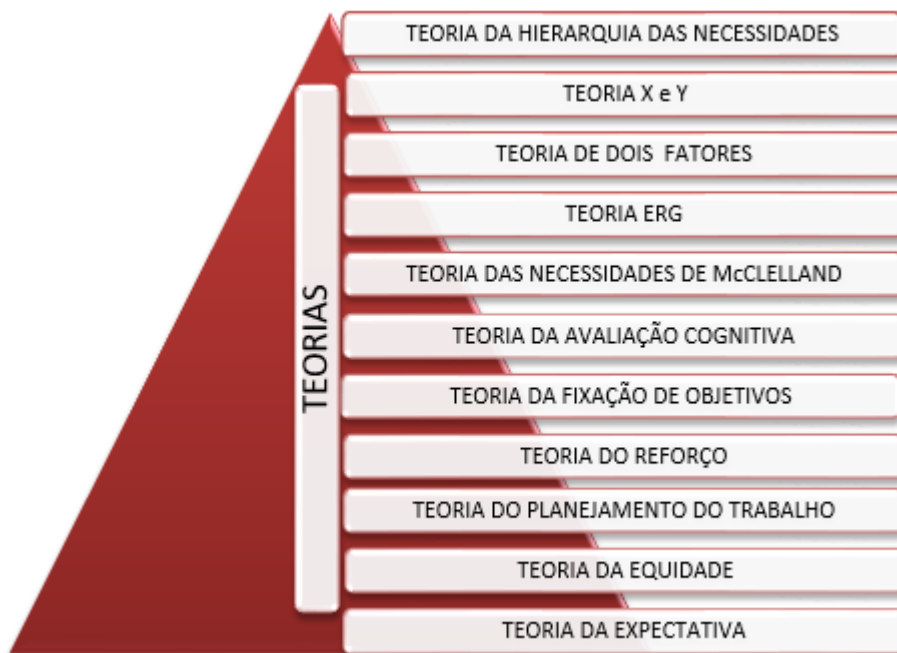 TEORIAS
TEORIA DA HIERARQUIA DAS NECESSIDADES
TEORIA X e Y
TEORIA DE DOIS FATORES
TEORIA ERG
TEORIA DAS NECESSIDADES DE McCLELLAND
TEORIA DA AVALIAÇÃO COGNITIVA
TEORIA DA FIXAÇÃO DE OBJETIVOS
TEORIA DO REFORÇO
TEORIA DO PLANEJAMENTO DO TRABALHO
TEORIA DA EQUIDADE
TEORIA DA EXPECTATIVA